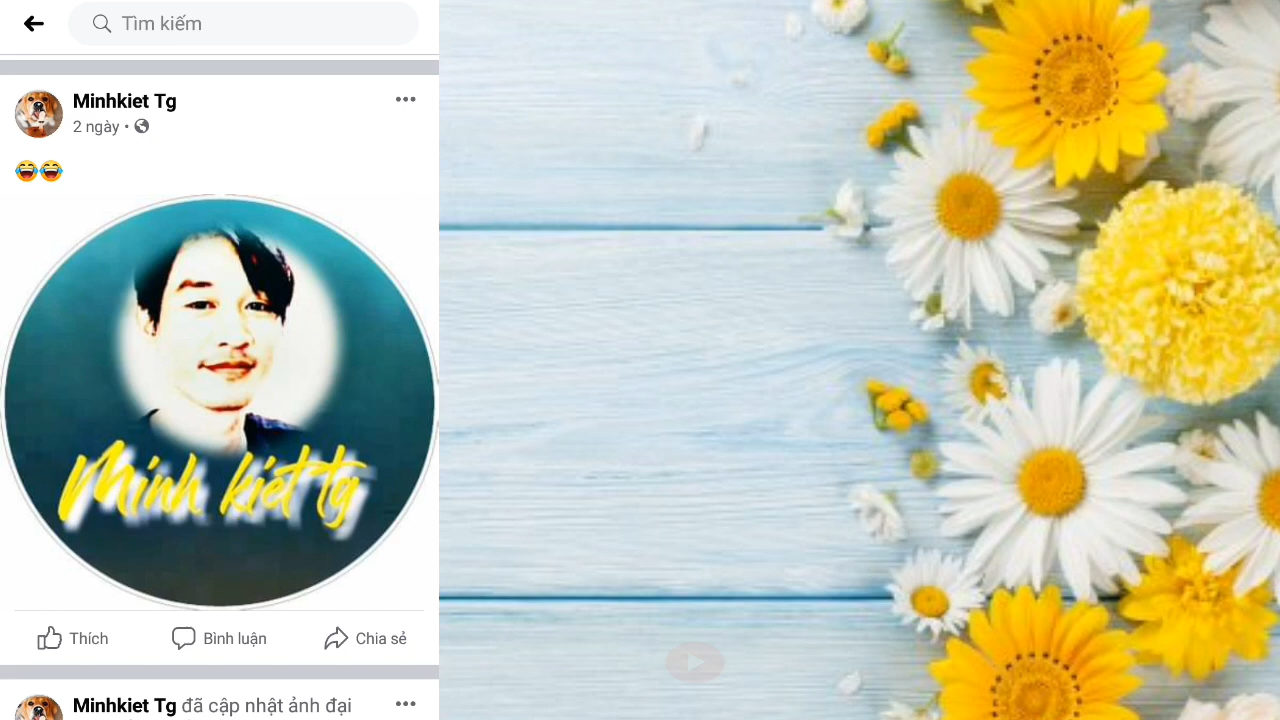 Tìm kiếm
Minhkiet Tg
2 ngày •
Minh kiet tg
Thích
Bình luận
Chia sẻ
Minhkiet Tg đã cập nhật ảnh đại